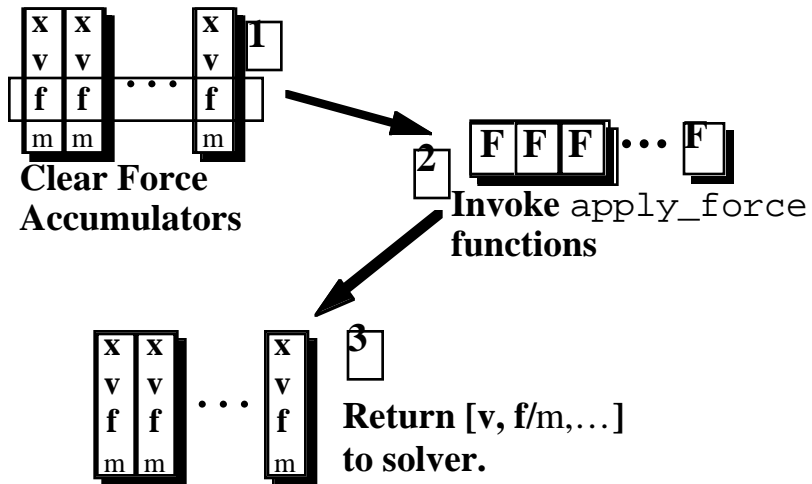 x x x 1
v v v
f f ... f
m m m
Clear Force
Accumulators
2 F F F ... F
Invoke apply_force
functions
x x x 3
v v v
f f ... f
m m m
Return [v, f/m,...]
to solver.